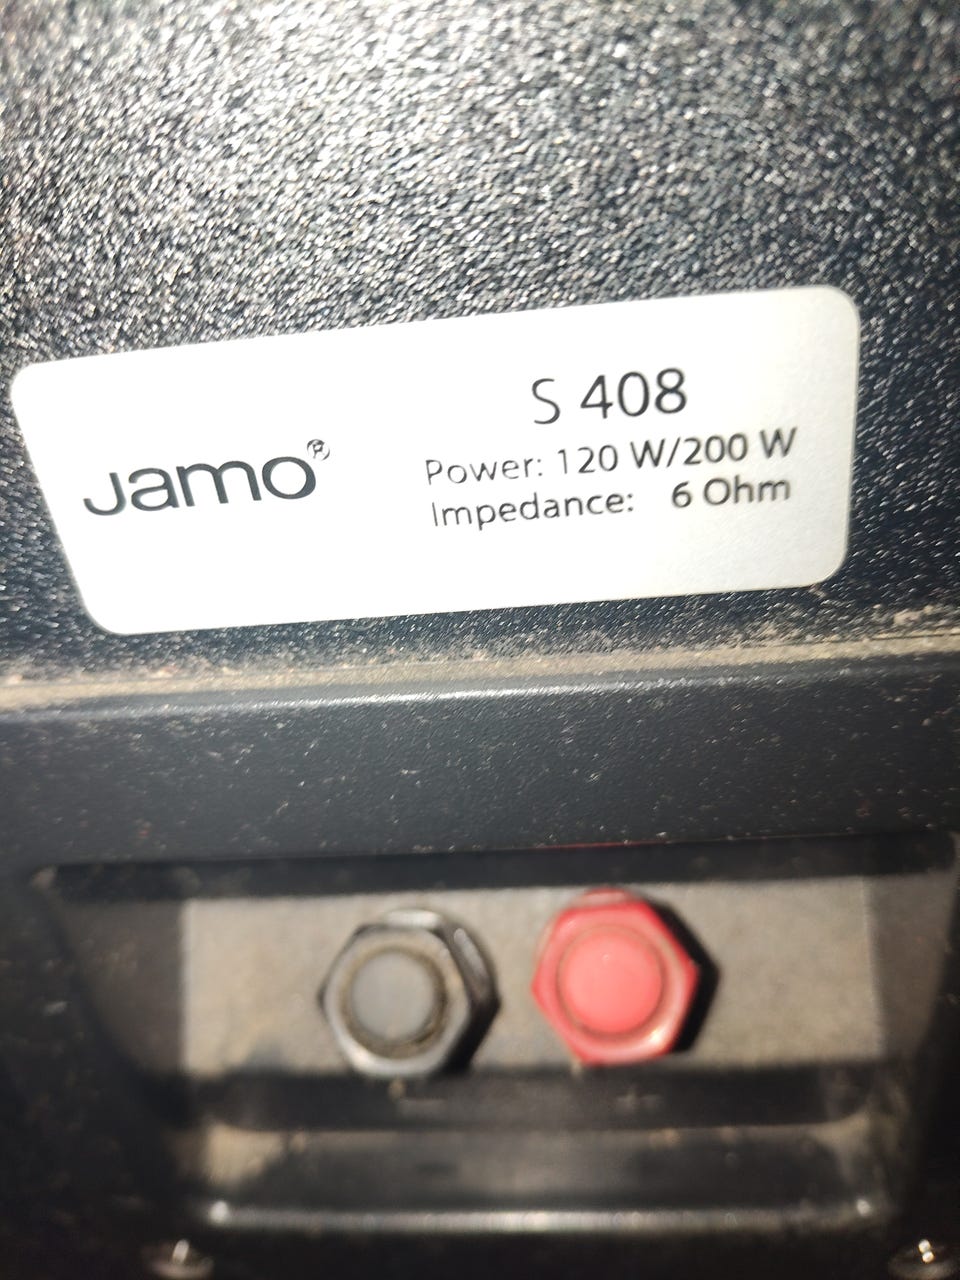 Jamo®
S 408
Power: 120 W/200 W
Impedance: 6 Ohm
- +